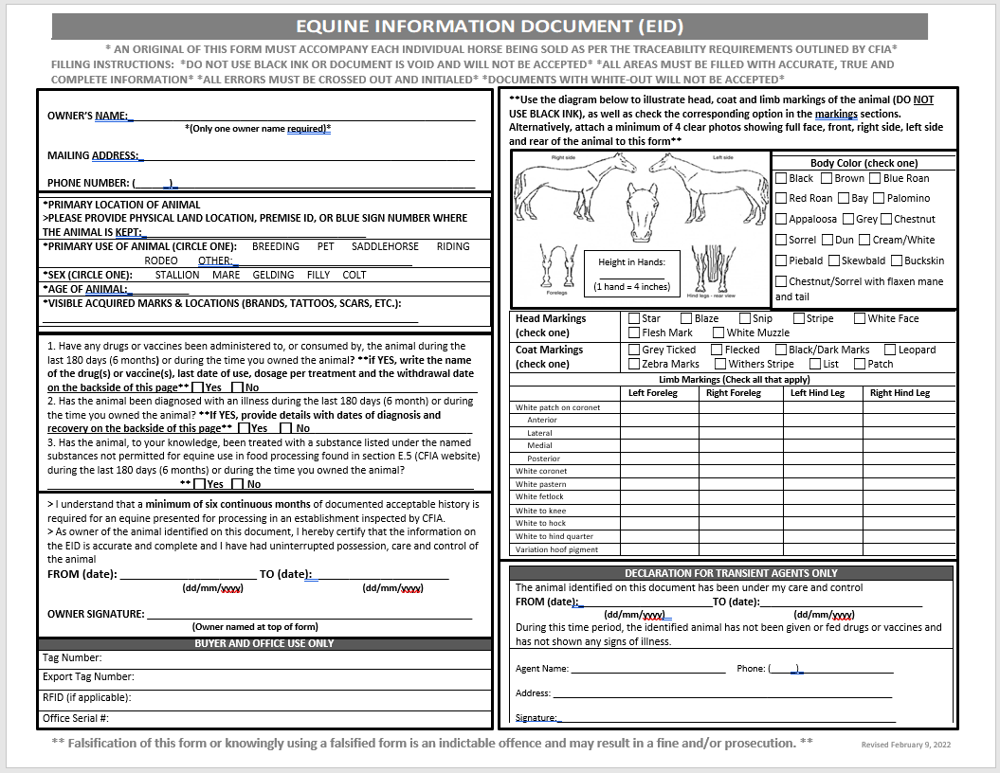 EQUINE INFORMATION DOCUMENT (EID)
* AN ORIGINAL OF THIS FORM MUST ACCOMPANY EACH INDIVIDUAL HORSE BEING SOLD AS PER THE TRACEABILITY REQUIREMENTS OUTLINED BY CFIA*
FILLING INSTRUCTIONS: *DO NOT USE BLACK INK OR DOCUMENT IS VOID AND WILL NOT BE ACCEPTED* *ALL AREAS MUST BE FILLED WITH ACCURATE, TRUE AND
COMPLETE INFORMATION* *ALL ERRORS MUST BE CROSSED OUT AND INITIALED* *DOCUMENTS WITH WHITE-OUT WILL NOT BE ACCEPTED*
OWNER'S NAME:
*(Only one owner name required)*
MAILING ADDRESS:
PHONE NUMBER: ( )
*PRIMARY LOCATION OF ANIMAL
>PLEASE PROVIDE PHYSICAL LAND LOCATION, PREMISE ID, OR BLUE SIGN NUMBER WHERE
THE ANIMAL IS KEPT:
*PRIMARY USE OF ANIMAL (CIRCLE ONE): BREEDING PET SADDLEHORSE RIDING
RODEO OTHER:
*SEX (CIRCLE ONE): STALLION MARE GELDING FILLY COLT
*AGE OF ANIMAL:
*VISIBLE ACQUIRED MARKS & LOCATIONS (BRANDS, TATTOOS, SCARS, ETC.):
1. Have any drugs or vaccines been administered to, or consumed by, the animal during the
last 180 days (6 months) or during the time you owned the animal? **if YES, write the name
of the drug(s) or vaccine(s), last date of use, dosage per treatment and the withdrawal date
on the backside of this page** Yes No
2. Has the animal been diagnosed with an illness during the last 180 days (6 month) or during
the time you owned the animal? **If YES, provide details with dates of diagnosis and
recovery on the backside of this page** Yes No
3. Has the animal, to your knowledge, been treated with a substance listed under the named
substances not permitted for equine use in food processing found in section E.5 (CFIA website)
during the last 180 days (6 months) or during the time you owned the animal?
** Yes No
> I understand that a minimum of six continuous months of documented acceptable history is
required for an equine presented for processing in an establishment inspected by CFIA.
> As owner of the animal identified on this document, I hereby certify that the information on
the EID is accurate and complete and I have had uninterrupted possession, care and control of
the animal
FROM (date): TO (date):
(dd/mm/yyyy) (dd/mm/yyyy)
OWNER SIGNATURE:
(Owner named at top of form)
BUYER AND OFFICE USE ONLY
Tag Number:
Export Tag Number:
RFID (if applicable):
Office Serial #:
**Use the diagram below to illustrate head, coat and limb markings of the animal (DO NOT
USE BLACK INK), as well as check the corresponding option in the markings sections.
Alternatively, attach a minimum of 4 clear photos showing full face, front, right side, left side
and rear of the animal to this form**
Right side Left side
Height in Hands:
(1 hand = 4 inches)
Forelegs Hind legs - rear view
Body Color (check one)
Black Brown Blue Roan
Red Roan Bay Palomino
Appaloosa Grey Chestnut
Sorrel Dun Cream/White
Piebald Skewbald Buckskin
Chestnut/Sorrel with flaxen mane
and tail
Head Markings (check one)
Star Blaze Snip Stripe White Face
Flesh Mark White Muzzle
Coat Markings (check one)
Grey Ticked Flecked Black/Dark Marks Leopard
Zebra Marks Withers Stripe List Patch
Limb Markings (Check all that apply)
Left Foreleg Right Foreleg Left Hind Leg Right Hind Leg
White patch on coronet
Anterior
Lateral
Medial
Posterior
White coronet
White pastern
White fetlock
White to knee
White to hock
White to hind quarter
Variation hoof pigment
DECLARATION FOR TRANSIENT AGENTS ONLY
The animal identified on this document has been under my care and control
FROM (date): TO (date):
(dd/mm/yyyy) (dd/mm/yyyy)
During this time period, the identified animal has not been given or fed drugs or vaccines and
has not shown any signs of illness.
Agent Name: Phone: ( )
Address:
Signature:
** Falsification of this form or knowingly using a falsified form is an indictable offence and may result in a fine and/or prosecution. **
Revised February 9, 2022